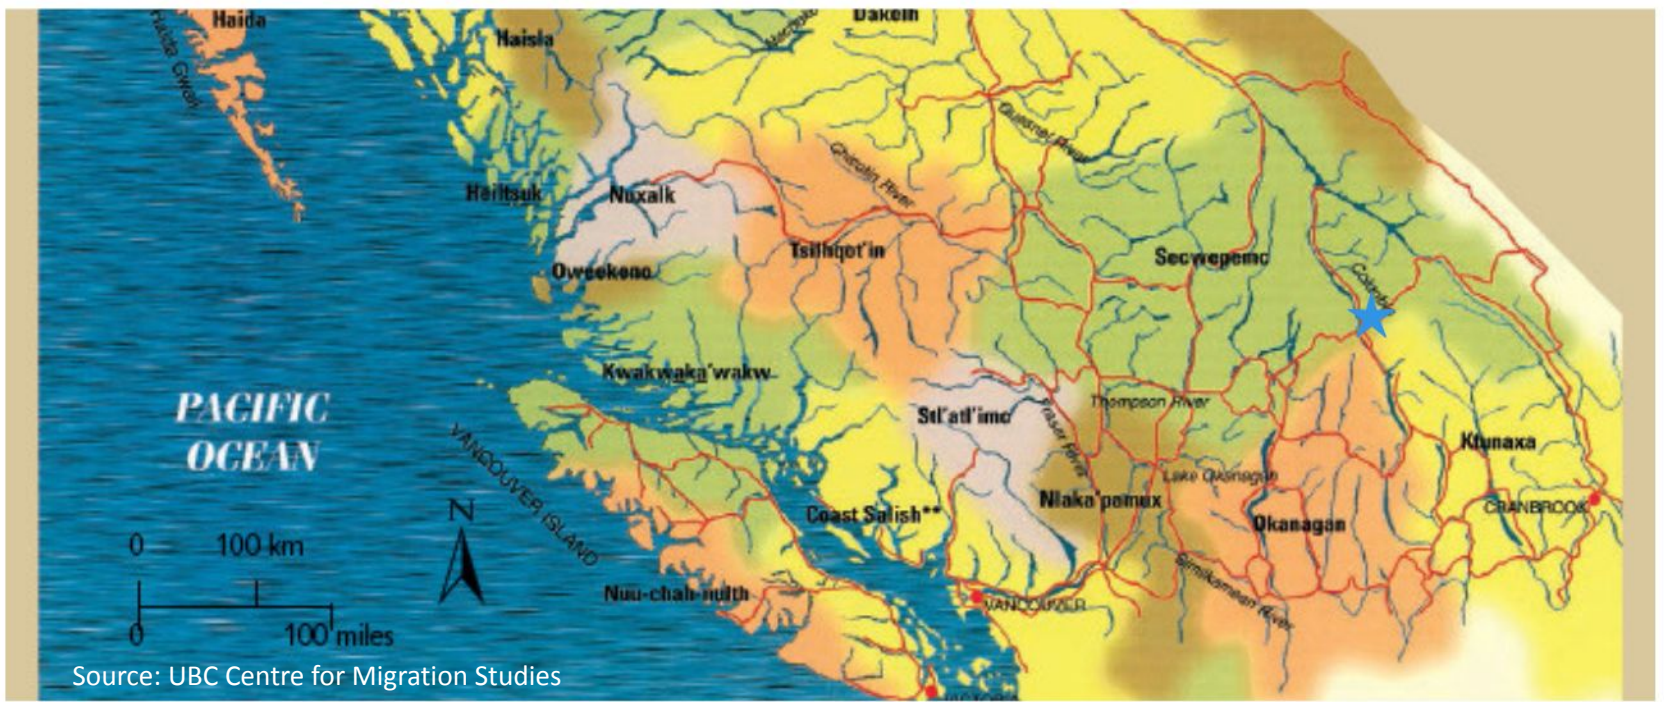 Haida
Haida Gwaii
Haisla
Dakelh
Quesner River
Chilcotin River
Heiltsuk
Nuxalk
Tsilhqot'in
Secwepemc
Oweekeno
Kwakwaka'wakw
PACIFIC
OCEAN
VANCOUVER ISLAND
Stl'atl'imc
Fraser River
Thompson River
Lake Okanagan
Ktunaxa
Nlaka'pamux
CRANBROOK
Coast Salish**
Okanagan
N
0 100 km
0 100 miles
Similkameen River
Nuu-chah-nulth
VANCOUVER
VICTORIA
Source: UBC Centre for Migration Studies